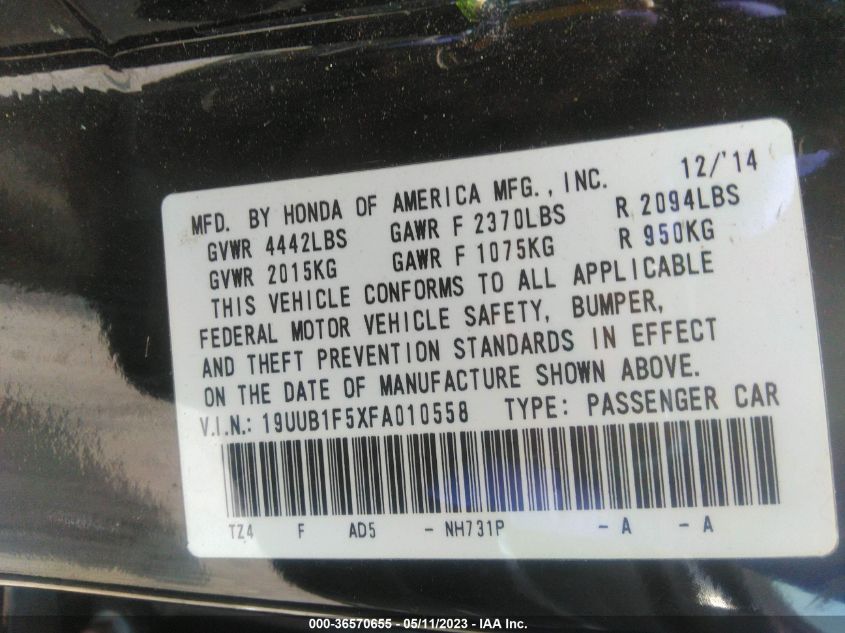 MFD. BY HONDA OF AMERICA MFG., INC. 12/'14
GVWR 4442LBS GAWR F 2370LBS R 2094LBS
GVWR 2015KG GAWR F 1075KG R 950KG
THIS VEHICLE CONFORMS TO ALL APPLICABLE
FEDERAL MOTOR VEHICLE SAFETY, BUMPER,
AND THEFT PREVENTION STANDARDS IN EFFECT
ON THE DATE OF MANUFACTURE SHOWN ABOVE.
V.I.N.: 19UUB1F5XFA010558 TYPE: PASSENGER CAR
TZ4 F AD5 - NH731P - A - A
000-36570655 - 05/11/2023 - IAA Inc.